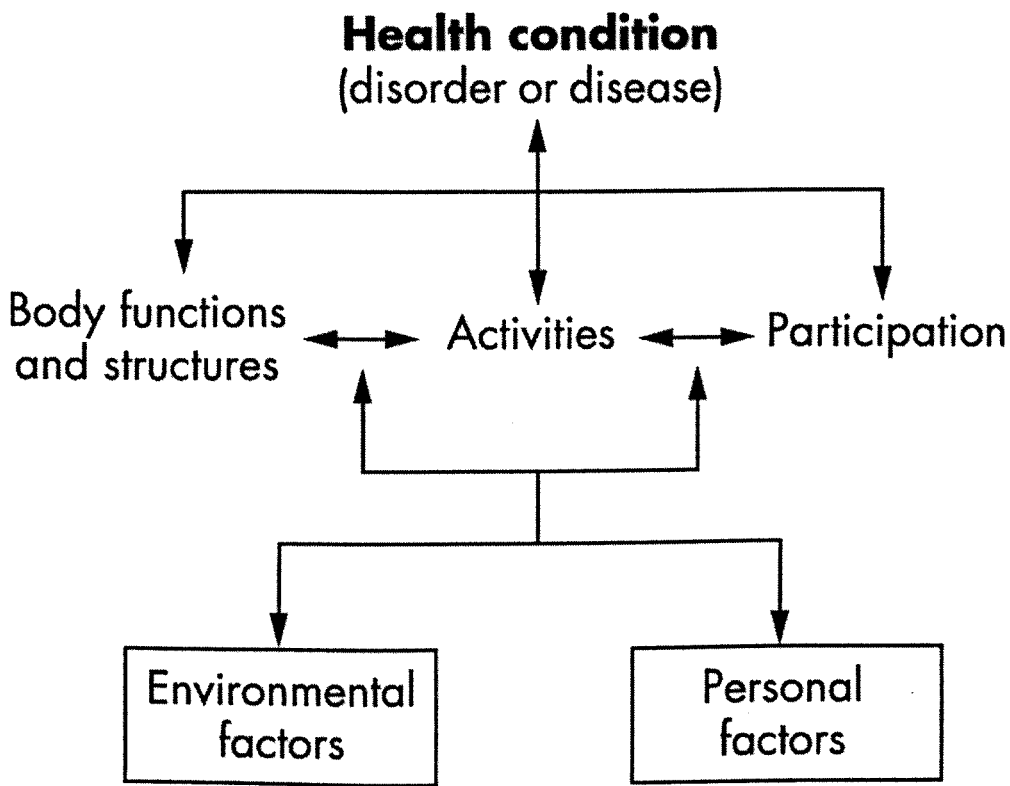 Health condition
(disorder or disease)
Body functions
and structures
Activities
Participation
Environmental
factors
Personal
factors